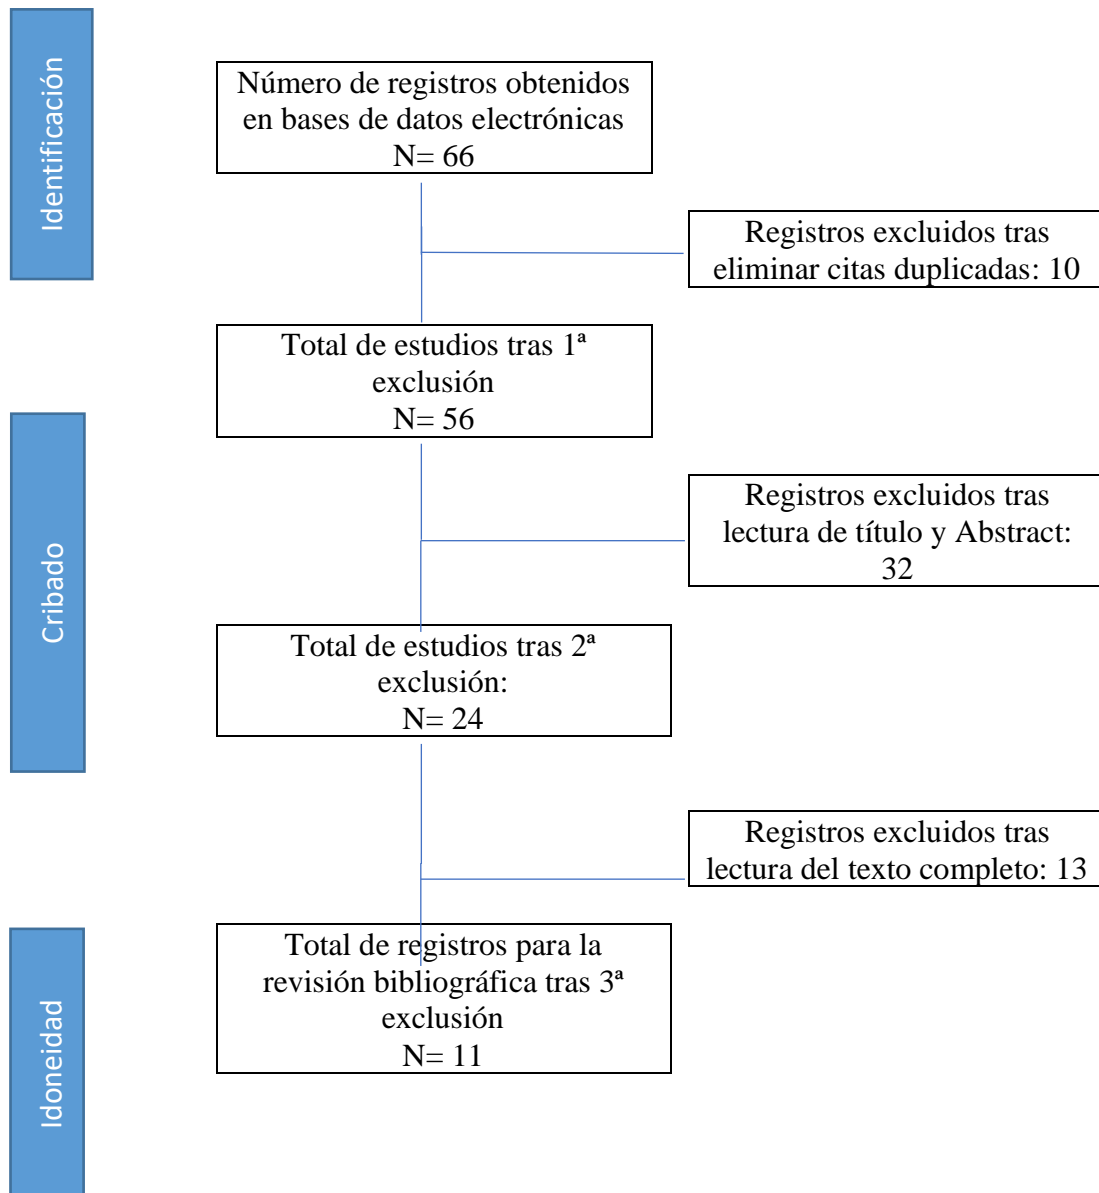 Identificación
Número de registros obtenidos
en bases de datos electrónicas
N= 66
Registros excluidos tras
eliminar citas duplicadas: 10
Total de estudios tras 1ª
exclusión
N= 56
Cribado
Registros excluidos tras
lectura de título y Abstract:
32
Total de estudios tras 2ª
exclusión:
N= 24
Registros excluidos tras
lectura del texto completo: 13
Idoneidad
Total de registros para la
revisión bibliográfica tras 3ª
exclusión
N= 11